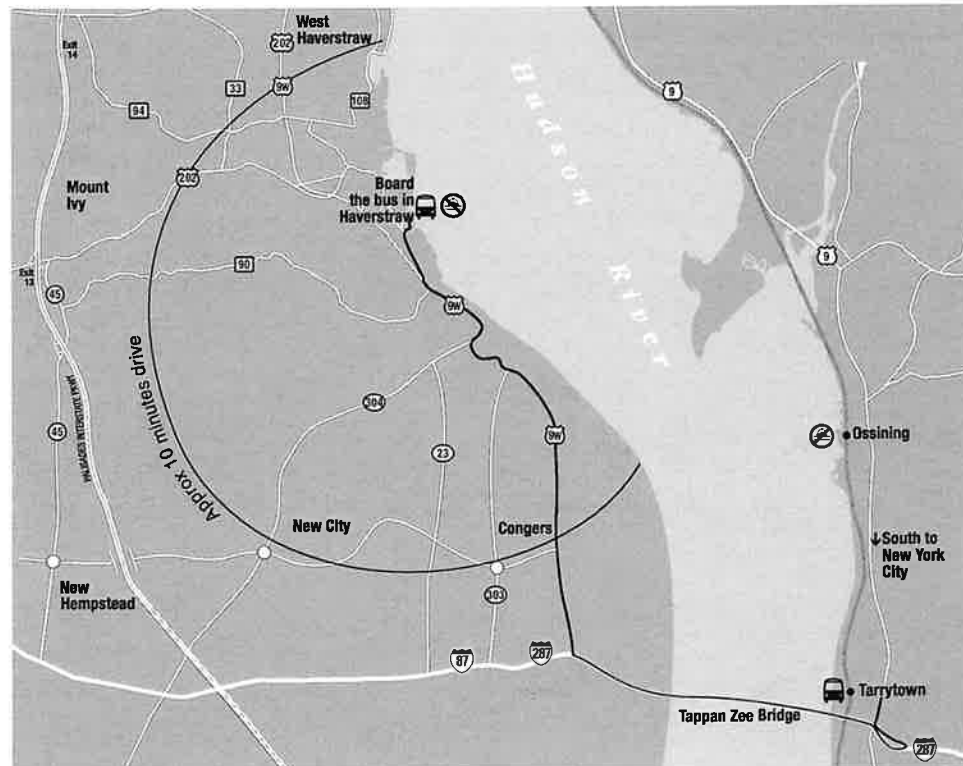 West
Haverstraw
Exit
14
202
9W
33
108
94
9
Hudson River
202
Mount
Ivy
Board
the bus in
Haverstraw
9
90
Exit
13
45
9W
Approx 10 minutes drive
304
45
PALISADES INTERSTATE PKWY
23
9W
Ossining
New City
Congers
South to
New York
City
New
Hempstead
303
87
287
Tarrytown
Tappan Zee Bridge
287